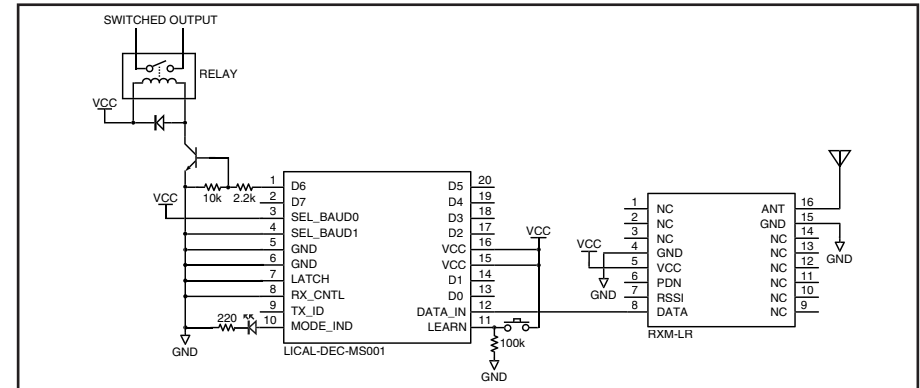 SWITCHED OUTPUT
RELAY
VCC
10k 2.2k
VCC
220
GND
1 D6
2 D7
3 SEL_BAUD0
4 SEL_BAUD1
5 GND
6 GND
7 LATCH
8 RX_CNTL
9 TX_ID
10 MODE_IND
D5 20
D4 19
D3 18
D2 17
VCC 16
VCC 15
D1 14
D0 13
DATA_IN 12
LEARN 11
LICAL-DEC-MS001
VCC
100k
GND
VCC
GND
1 NC
2 NC
3 NC
4 GND
5 VCC
6 PDN
7 RSSI
8 DATA
ANT 16
GND 15
NC 14
NC 13
NC 12
NC 11
NC 10
NC 9
RXM-LR
GND